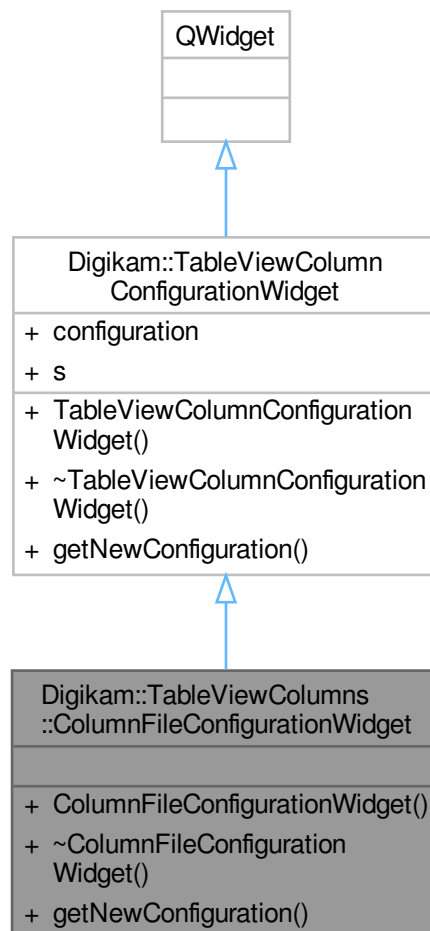 QWidget
Digikam::TableViewColumn
ConfigurationWidget
+ configuration
+ s
+ TableViewColumnConfiguration
Widget()
+ ~TableViewColumnConfiguration
Widget()
+ getNewConfiguration()
Digikam::TableViewColumns
::ColumnFileConfigurationWidget
+ ColumnFileConfigurationWidget()
+ ~ColumnFileConfiguration
Widget()
+ getNewConfiguration()